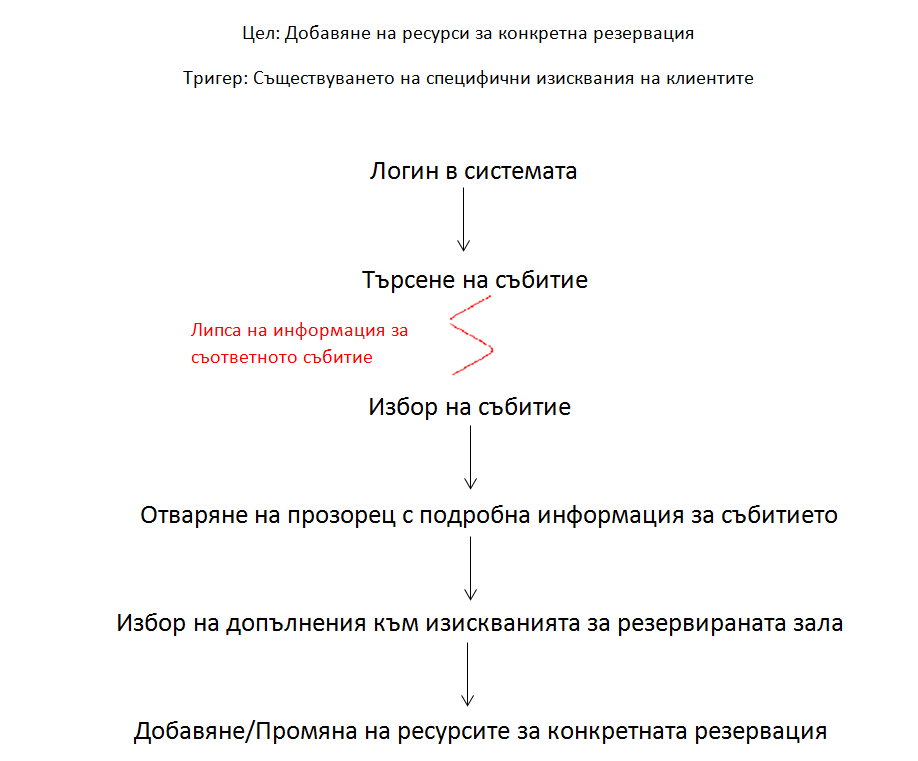 Цел: Добавяне на ресурси за конкретна резервация
Тригер: Съществуването на специфични изисквания на клиентите
Логин в системата
Търсене на събитие
Липса на информация за
съответното събитие
Избор на събитие
Отваряне на прозорец с подробна информация за събитието
Избор на допълнения към изискванията за резервираната зала
Добавяне/Промяна на ресурсите за конкретната резервация